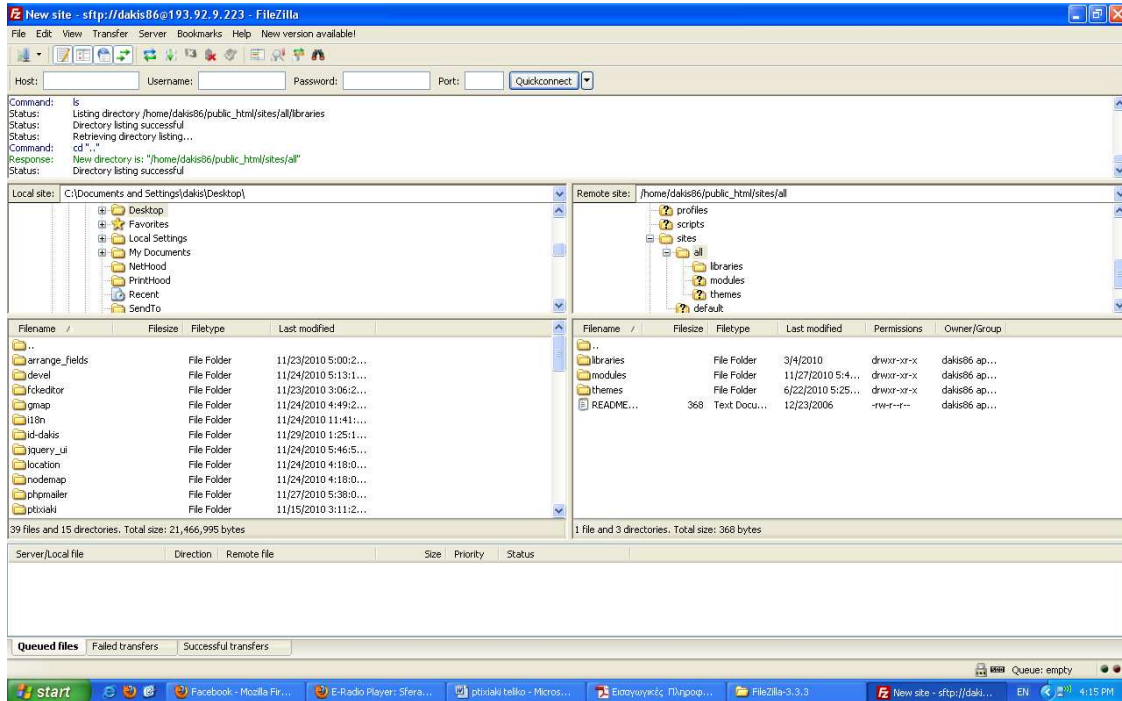 New site - sftp://dakis86@193.92.9.223 - FileZilla
File Edit View Transfer Server Bookmarks Help New version available!
Host: Username: Password: Port: Quickconnect
Command: ls
Status: Listing directory /home/dakis86/public_html/sites/all/libraries
Status: Directory listing successful
Status: Retrieving directory listing...
Command: cd ".."
Response: New directory is: "/home/dakis86/public_html/sites/all"
Status: Directory listing successful
Local site: C:\Documents and Settings\dakis\Desktop\
Desktop
Favorites
Local Settings
My Documents
NetHood
PrintHood
Recent
SendTo
Remote site: /home/dakis86/public_html/sites/all
profiles
scripts
sites
all
libraries
modules
themes
default
Filename / Filesize Filetype Last modified
..
arrange_fields File Folder 11/23/2010 5:00:2...
devel File Folder 11/24/2010 5:13:1...
fckeditor File Folder 11/23/2010 3:06:2...
gmap File Folder 11/24/2010 4:49:2...
i18n File Folder 11/24/2010 11:41:...
id-dakis File Folder 11/29/2010 1:25:1...
jquery_ui File Folder 11/24/2010 5:46:5...
location File Folder 11/24/2010 4:18:0...
nodemap File Folder 11/24/2010 4:18:0...
phpmailer File Folder 11/27/2010 5:38:0...
ptixiaki File Folder 11/15/2010 3:11:2...
39 files and 15 directories. Total size: 21,466,995 bytes
Filename / Filesize Filetype Last modified Permissions Owner/Group
..
libraries File Folder 3/4/2010 drwxr-xr-x dakis86 ap...
modules File Folder 11/27/2010 5:4... drwxr-xr-x dakis86 ap...
themes File Folder 6/22/2010 5:25... drwxr-xr-x dakis86 ap...
README... 368 Text Docu... 12/23/2006 -rw-r--r-- dakis86 ap...
1 file and 3 directories. Total size: 368 bytes
Server/Local file Direction Remote file Size Priority Status
Queued files Failed transfers Successful transfers
Queue: empty
start Facebook - Mozilla Fir... E-Radio Player: Sfera... ptixiaki teliko - Micros... Εισαγωγικές Πληροφ... FileZilla-3.3.3 New site - sftp://daki... EN 4:15 PM